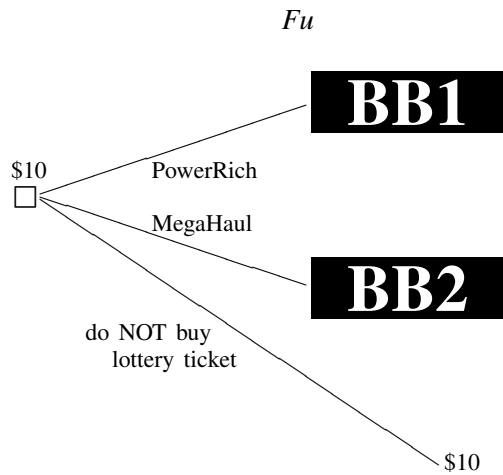 Fu
BB1
$10
PowerRich
MegaHaul
BB2
do NOT buy
lottery ticket
$10